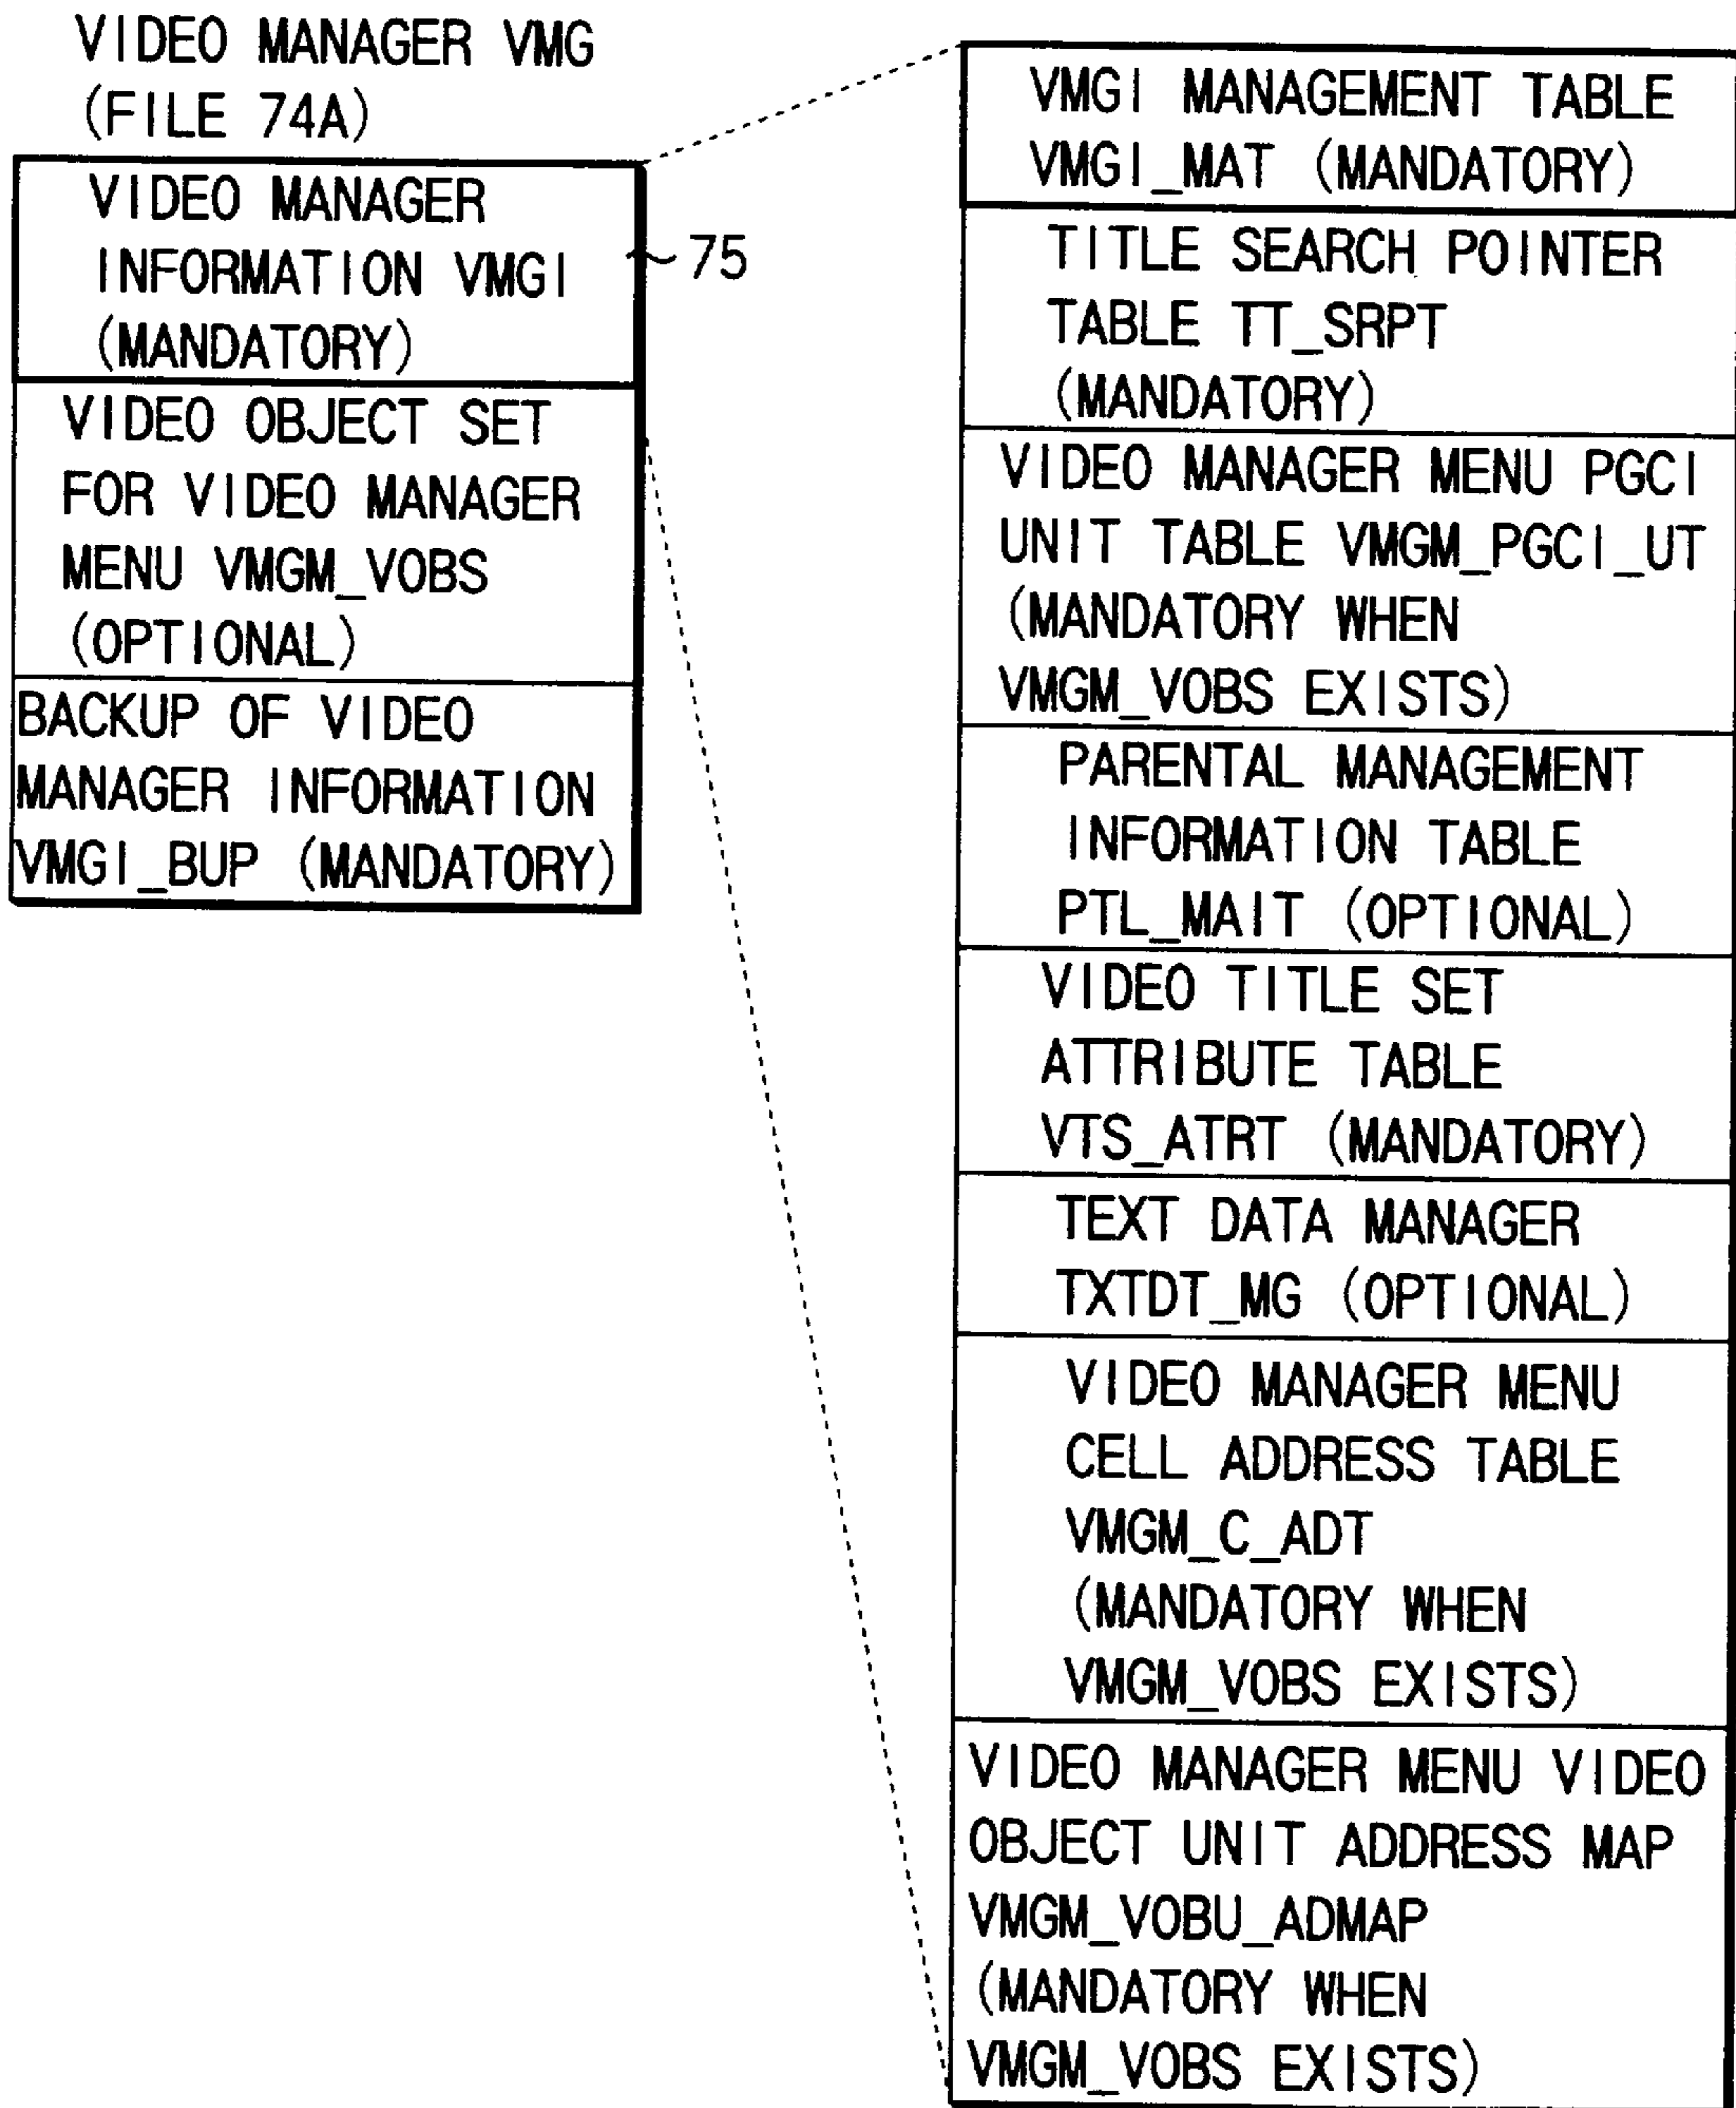 VIDEO MANAGER VMG
(FILE 74A)
VIDEO MANAGER
INFORMATION VMGI
(MANDATORY)
75
VIDEO OBJECT SET
FOR VIDEO MANAGER
MENU VMGM_VOBS
(OPTIONAL)
BACKUP OF VIDEO
MANAGER INFORMATION
VMGI_BUP (MANDATORY)
VMGI MANAGEMENT TABLE
VMGI_MAT (MANDATORY)
TITLE SEARCH POINTER
TABLE TT_SRPT
(MANDATORY)
VIDEO MANAGER MENU PGCI
UNIT TABLE VMGM_PGCI_UT
(MANDATORY WHEN
VMGM_VOBS EXISTS)
PARENTAL MANAGEMENT
INFORMATION TABLE
PTL_MAIT (OPTIONAL)
VIDEO TITLE SET
ATTRIBUTE TABLE
VTS_ATRT (MANDATORY)
TEXT DATA MANAGER
TXTDT_MG (OPTIONAL)
VIDEO MANAGER MENU
CELL ADDRESS TABLE
VMGM_C_ADT
(MANDATORY WHEN
VMGM_VOBS EXISTS)
VIDEO MANAGER MENU VIDEO
OBJECT UNIT ADDRESS MAP
VMGM_VOBU_ADMAP
(MANDATORY WHEN
VMGM_VOBS EXISTS)